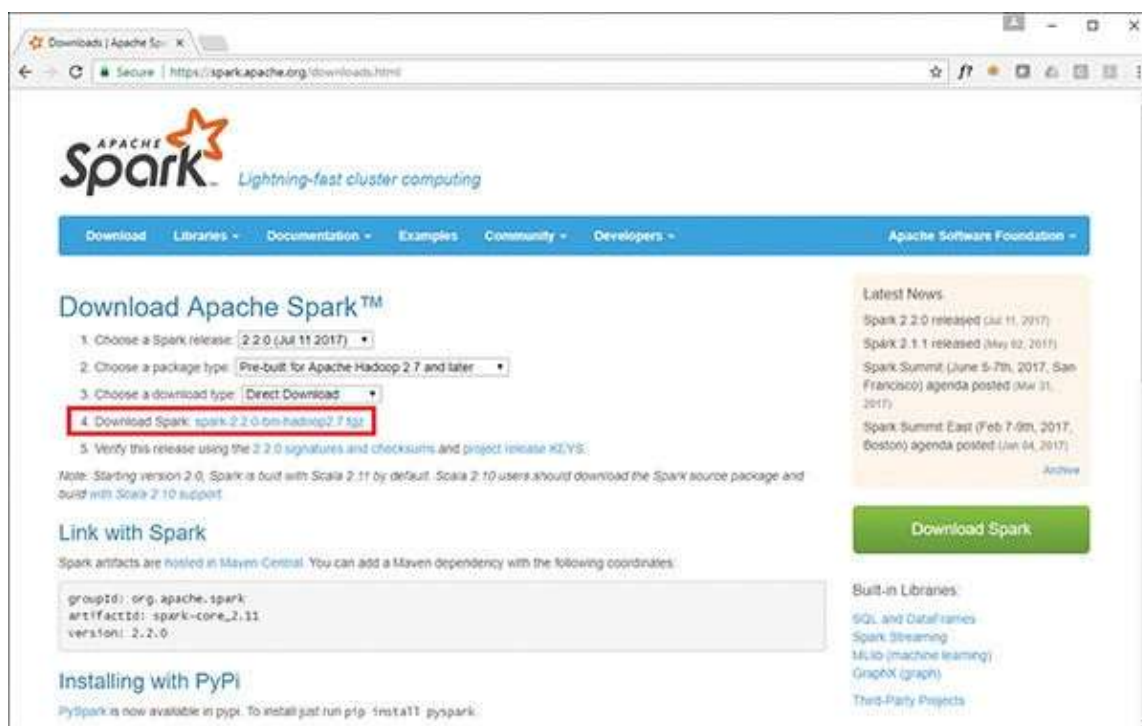 Downloads | Apache Sp
Secure | https://spark.apache.org/downloads.html
APACHE
Spark
Lightning-fast cluster computing
Download Libraries Documentation Examples Community Developers Apache Software Foundation
Download Apache Spark™
1. Choose a Spark release: 2.2.0 (Jul 11 2017)
2. Choose a package type: Pre-built for Apache Hadoop 2.7 and later
3. Choose a download type: Direct Download
4. Download Spark: spark-2.2.0-bin-hadoop2.7.tgz
5. Verify this release using the 2.2.0 signatures and checksums and project release KEYS.
Note: Starting version 2.0, Spark is built with Scala 2.11 by default. Scala 2.10 users should download the Spark source package and
build with Scala 2.10 support.
Link with Spark
Spark artifacts are hosted in Maven Central. You can add a Maven dependency with the following coordinates:
groupId: org.apache.spark
artifactId: spark-core_2.11
version: 2.2.0
Installing with PyPi
PySpark is now available in pypi. To install just run pip install pyspark.
Latest News
Spark 2.2.0 released (Jul 11, 2017)
Spark 2.1.1 released (May 02, 2017)
Spark Summit (June 5-7th, 2017, San
Francisco) agenda posted (Mar 31,
2017)
Spark Summit East (Feb 7-9th, 2017,
Boston) agenda posted (Jan 04, 2017)
Archive
Download Spark
Built-in Libraries:
SQL and DataFrames
Spark Streaming
MLlib (machine learning)
GraphX (graph)
Third-Party Projects